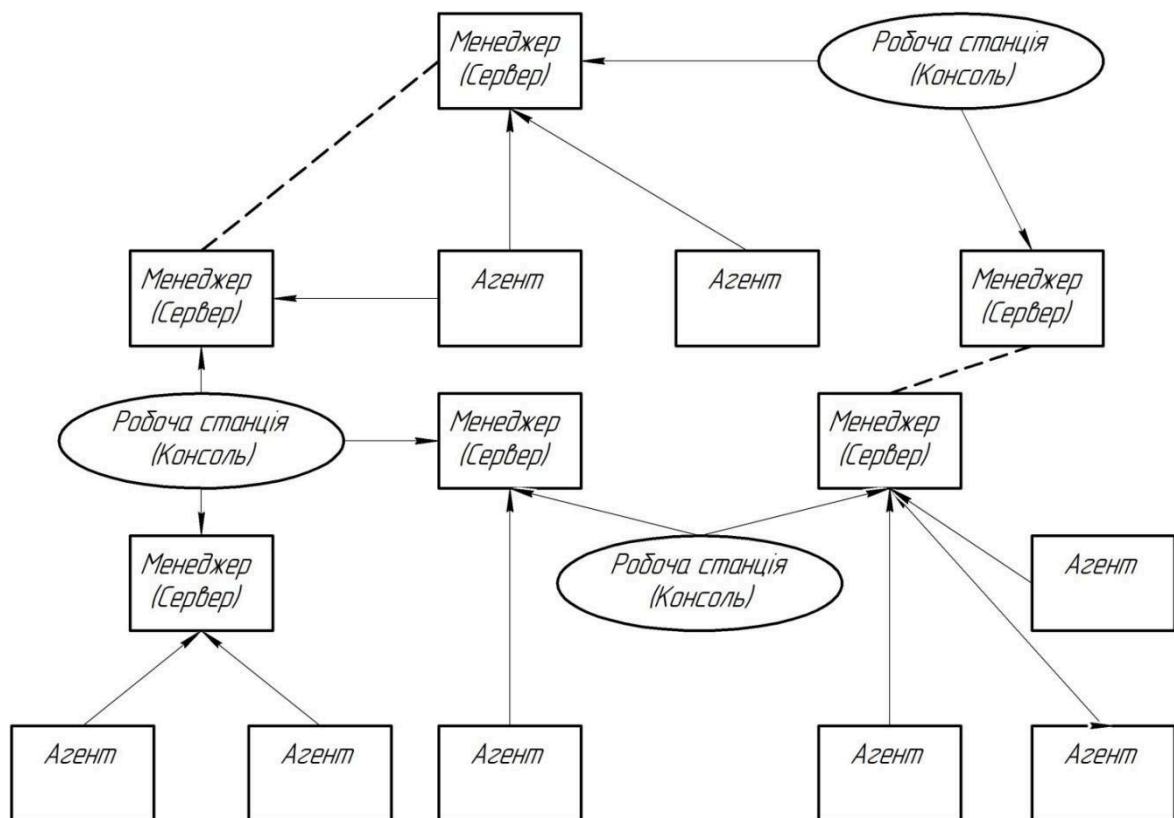 Менеджер
(Сервер)
Робоча станція
(Консоль)
Менеджер
(Сервер)
Агент
Агент
Менеджер
(Сервер)
Робоча станція
(Консоль)
Менеджер
(Сервер)
Менеджер
(Сервер)
Менеджер
(Сервер)
Робоча станція
(Консоль)
Агент
Агент
Агент
Агент
Агент
Агент